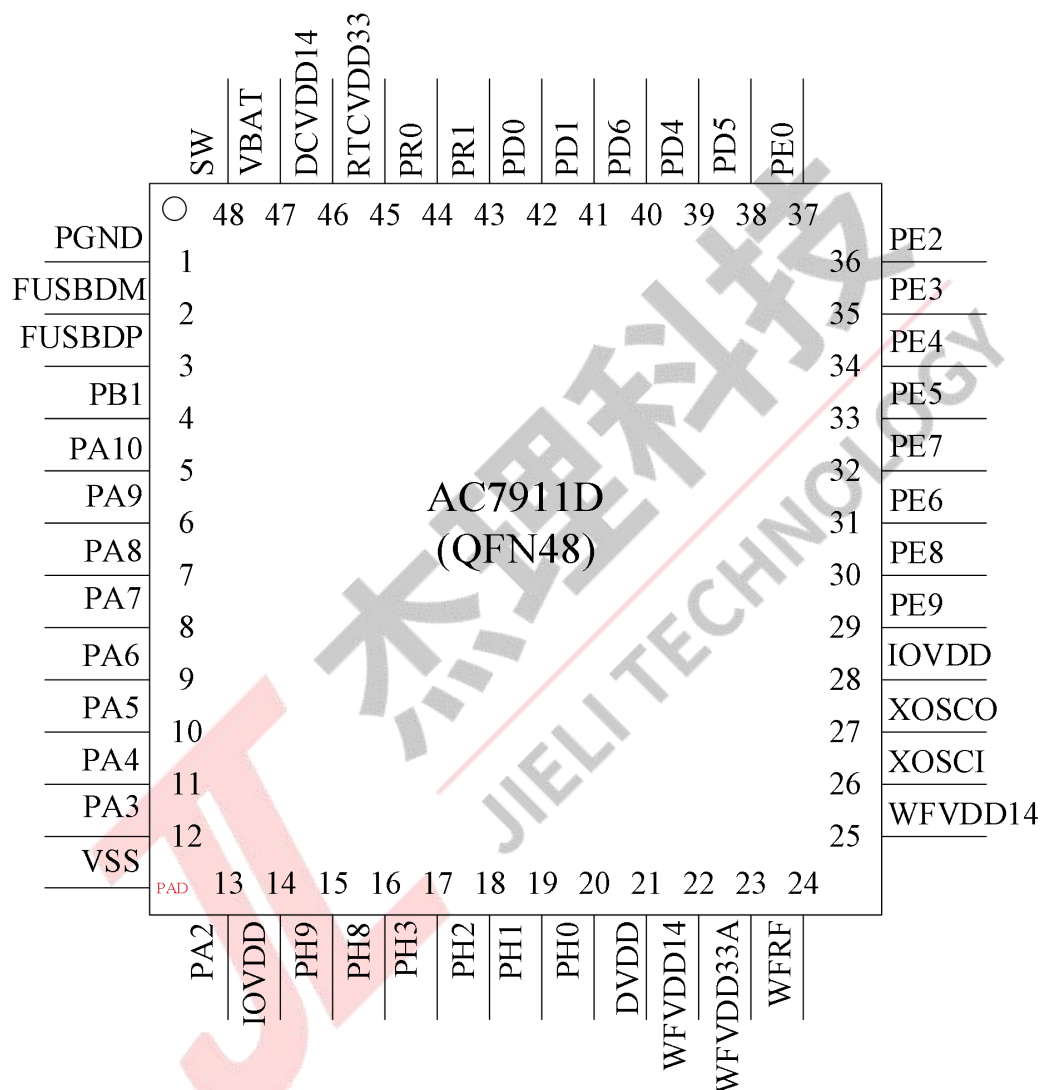 SW
VBAT
DCVDD14
RTCVDD33
PR0
PR1
PD0
PD1
PD6
PD4
PD5
PE0
48 47 46 45 44 43 42 41 40 39 38 37
PGND
1
FUSBDM
2
FUSBDP
3
PB1
4
PA10
5
PA9
6
PA8
7
PA7
8
PA6
9
PA5
10
PA4
11
PA3
12
VSS
PAD
AC7911D
(QFN48)
杰理科技
JIELI TECHNOLOGY
JL
PE2
36
PE3
35
PE4
34
PE5
33
PE7
32
PE6
31
PE8
30
PE9
29
IOVDD
28
XOSCO
27
XOSCI
26
WFVDD14
25
13 14 15 16 17 18 19 20 21 22 23 24
PA2
IOVDD
PH9
PH8
PH3
PH2
PH1
PH0
DVDD
WFVDD14
WFVDD33A
WFRF